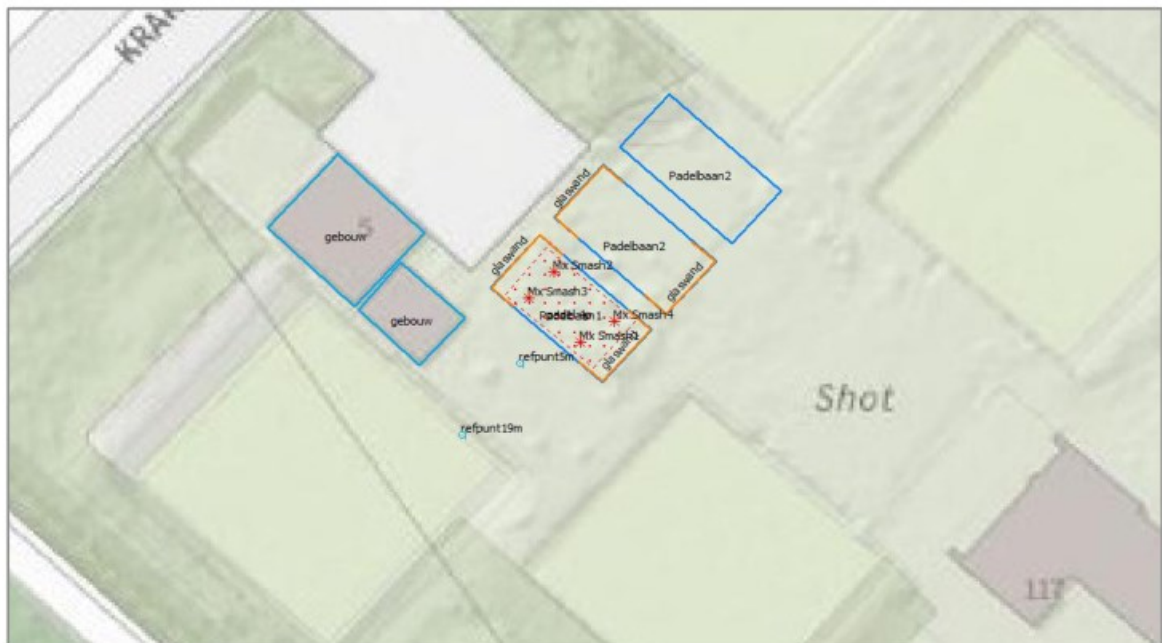 KRAK
Padelbaan2
glaswand
gebouw
Padelbaan2
glaswand
Mx Smash2
glaswand
Mx Smash3
Mx Smash4
gebouw
Mx Smash1
glaswand
refpunt5m
Shot
refpunt19m
117